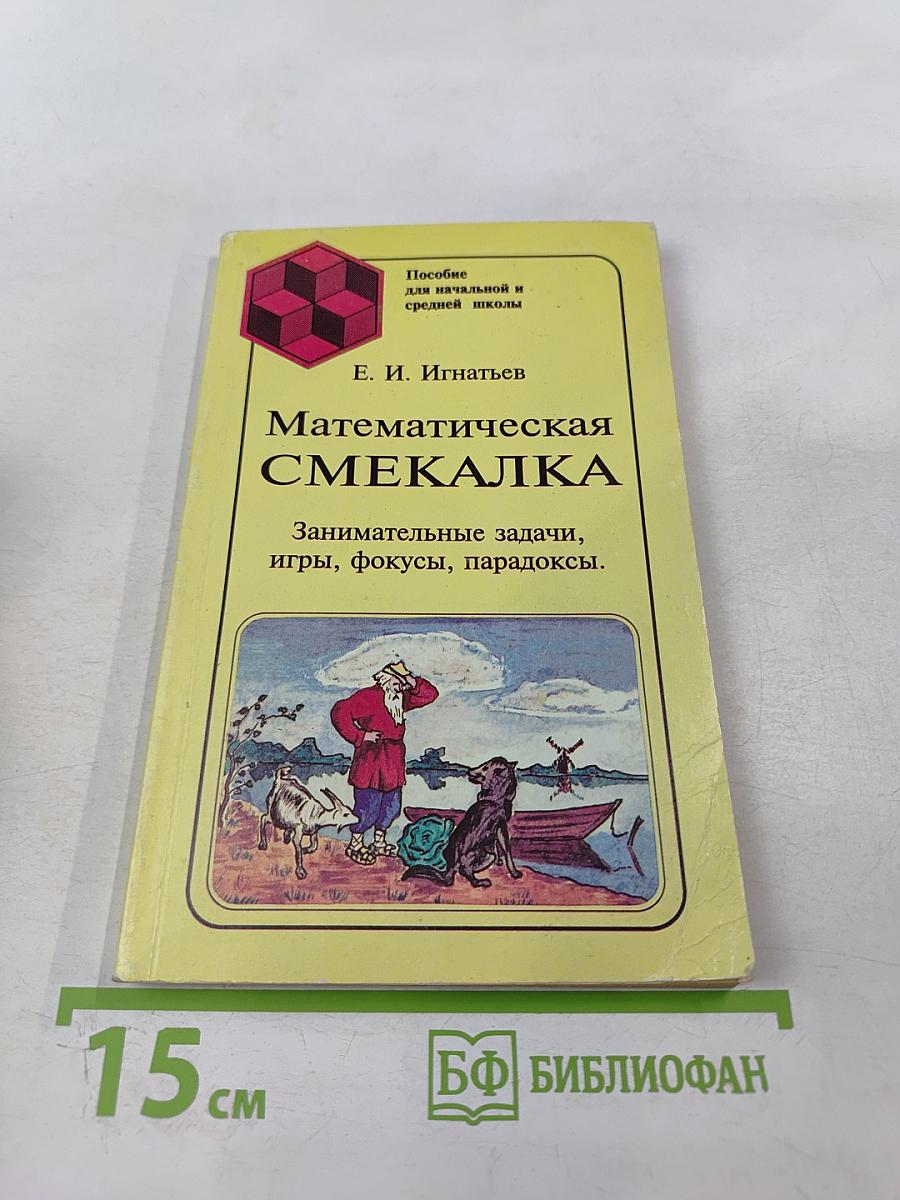 Пособие
для начальной и
средней школы
Е. И. Игнатьев
Математическая
СМЕКАЛКА
Занимательные задачи,
игры, фокусы, парадоксы.
15 см
БФ БИБЛИОФАН